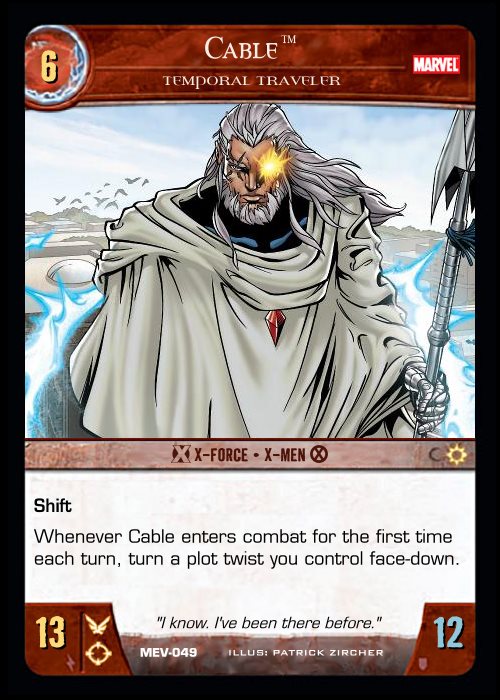 6
CABLE™
TEMPORAL TRAVELER
MARVEL
X-FORCE • X-MEN
C
Shift
Whenever Cable enters combat for the first time
each turn, turn a plot twist you control face-down.
"I know. I've been there before."
13
MEV-049 ILLUS: PATRICK ZIRCHER
12